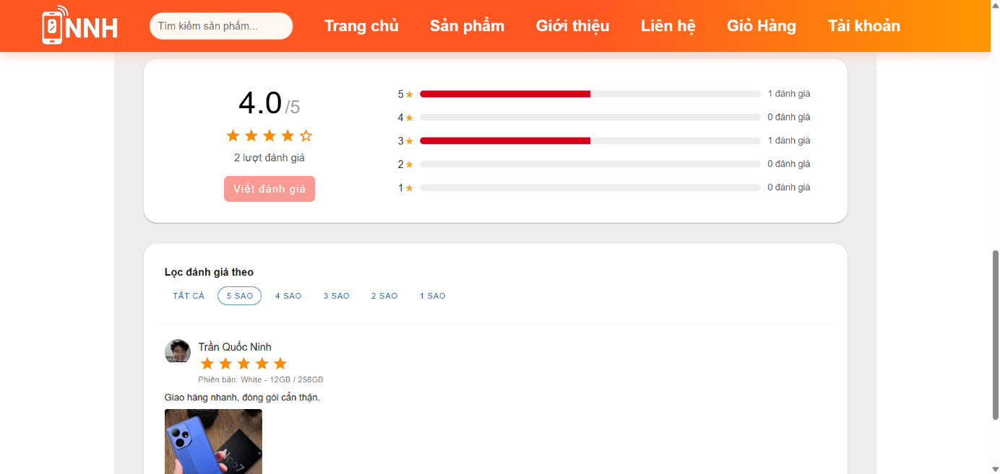 NNH
Tìm kiếm sản phẩm...
Trang chủ Sản phẩm Giới thiệu Liên hệ Giỏ Hàng Tài khoản
4.0 /5
2 lượt đánh giá
Viết đánh giá
5 1 đánh giá
4 0 đánh giá
3 1 đánh giá
2 0 đánh giá
1 0 đánh giá
Lọc đánh giá theo
TẤT CẢ 5 SAO 4 SAO 3 SAO 2 SAO 1 SAO
Trần Quốc Ninh
Phiên bản: White - 12GB / 256GB
Giao hàng nhanh, đóng gói cẩn thận.